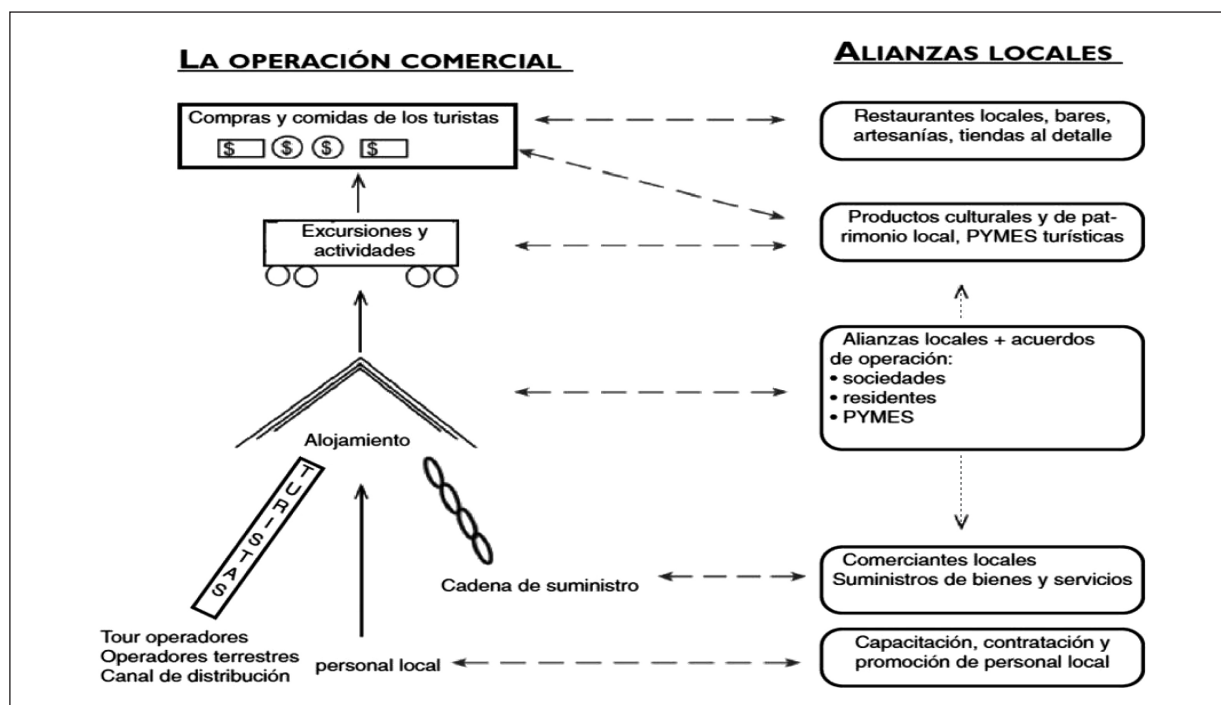 LA OPERACIÓN COMERCIAL
Compras y comidas de los turistas
$ $ $ $
Excursiones y
actividades
Alojamiento
TURISTAS
Cadena de suministro
Tour operadores
Operadores terrestres
Canal de distribución
personal local
ALIANZAS LOCALES
Restaurantes locales, bares,
artesanías, tiendas al detalle
Productos culturales y de pat-
rimonio local, PYMES turísticas
Alianzas locales + acuerdos
de operación:
• sociedades
• residentes
• PYMES
Comerciantes locales
Suministros de bienes y servicios
Capacitación, contratación y
promoción de personal local